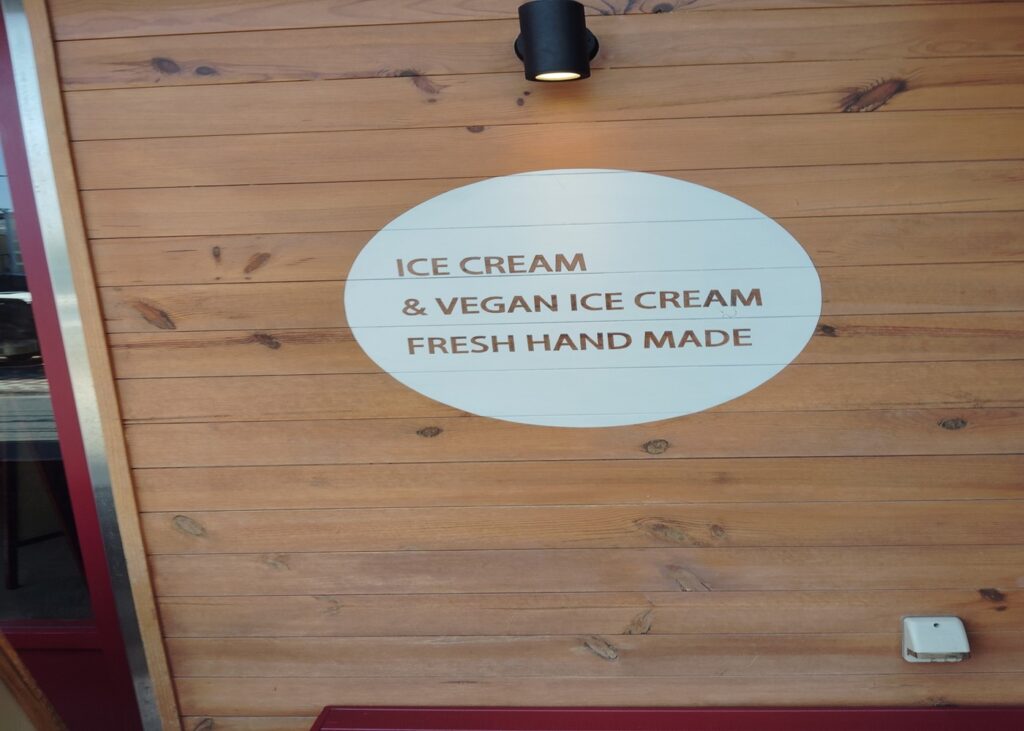 ICE CREAM
& VEGAN ICE CREAM
FRESH HAND MADE